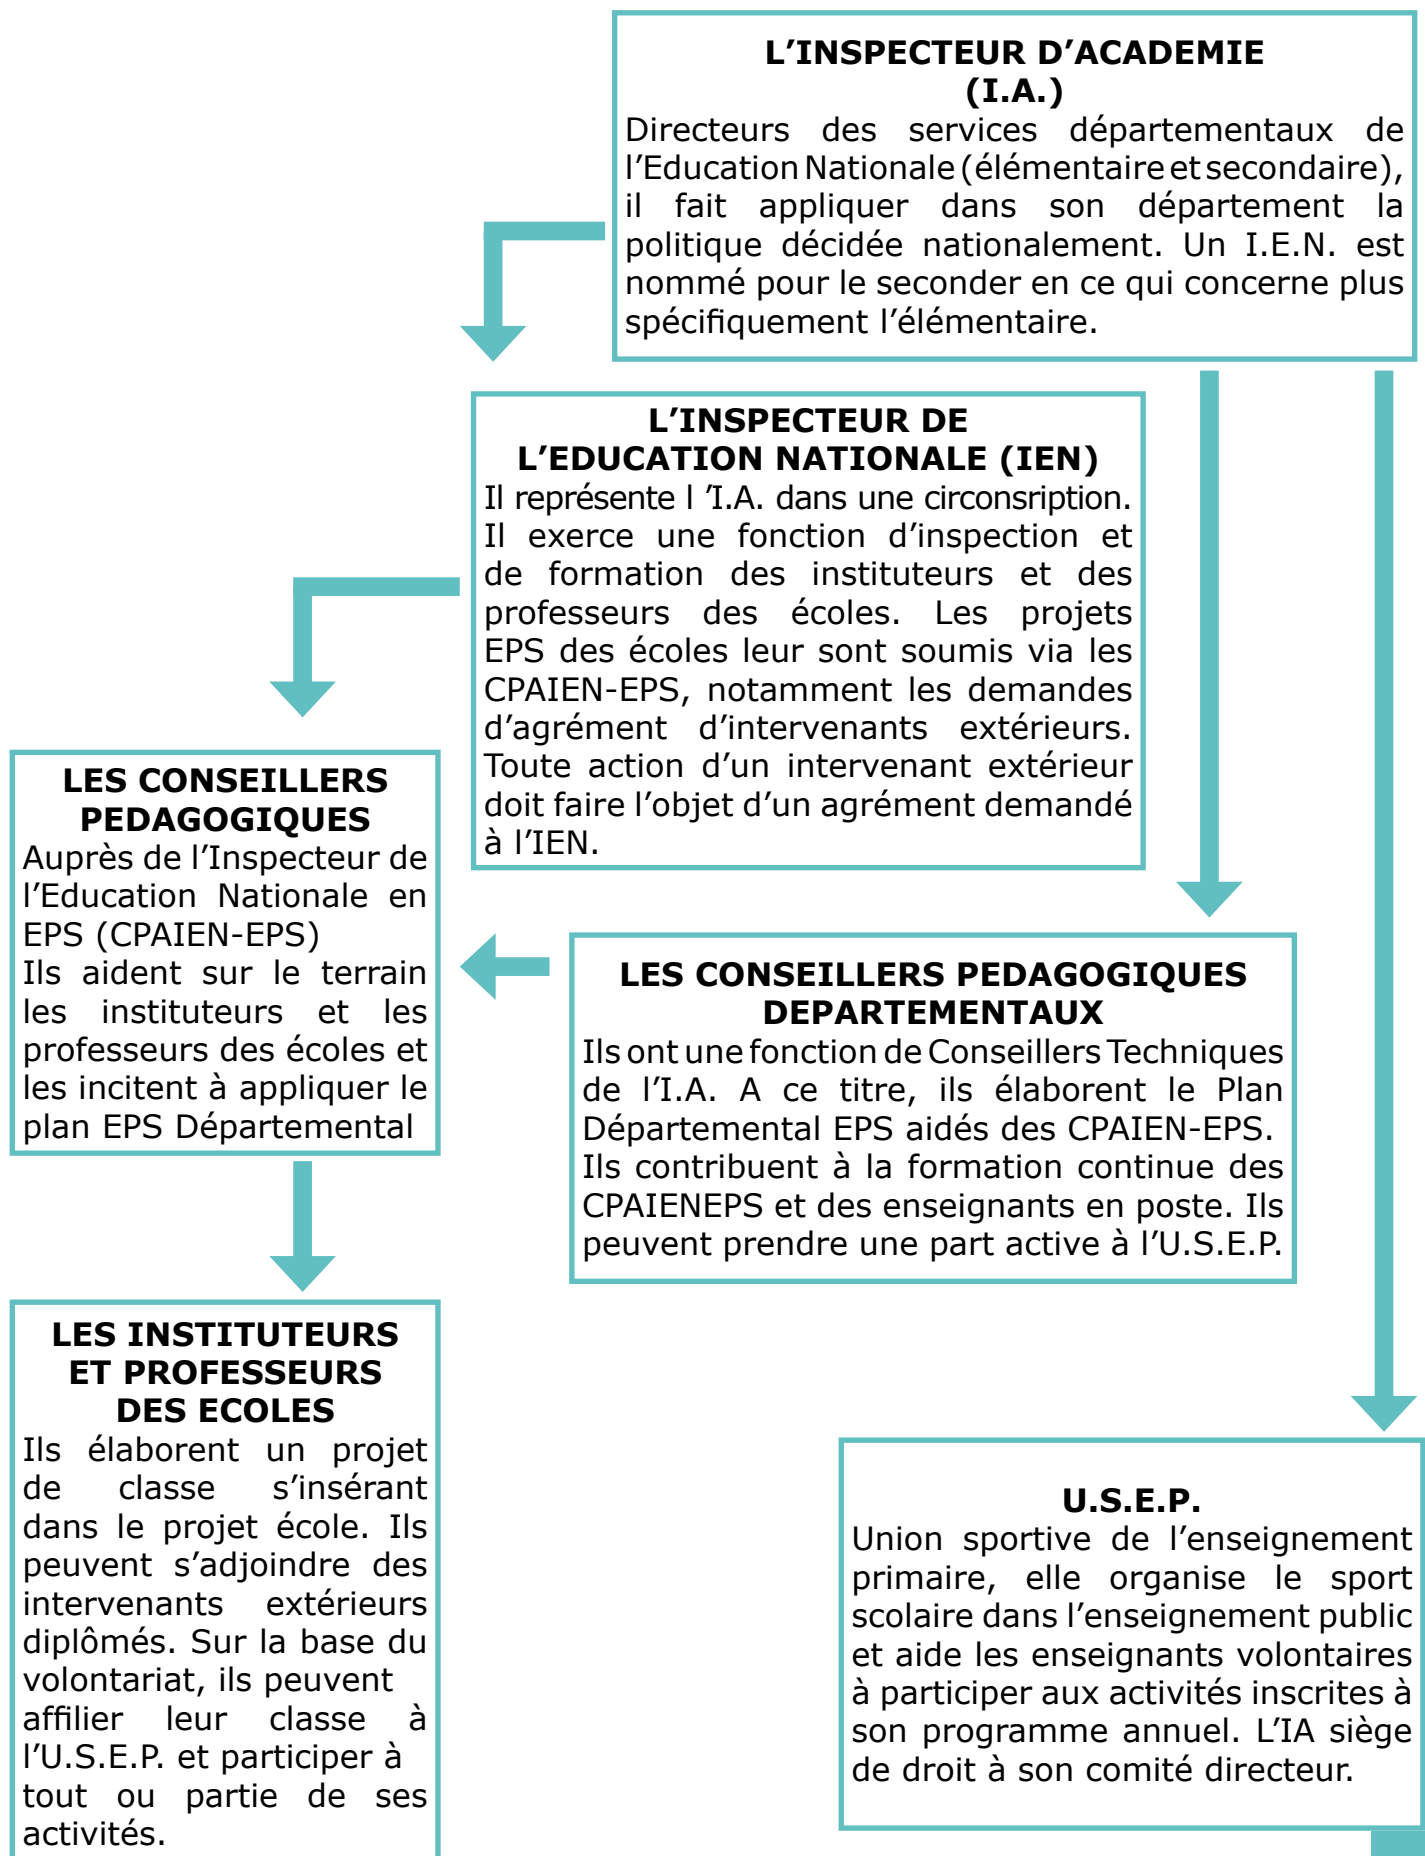 L’INSPECTEUR D’ACADEMIE
(I.A.)
Directeurs des services départementaux de
l’Education Nationale (élémentaire et secondaire),
il fait appliquer dans son département la
politique décidée nationalement. Un I.E.N. est
nommé pour le seconder en ce qui concerne plus
spécifiquement l’élémentaire.
L’INSPECTEUR DE
L’EDUCATION NATIONALE (IEN)
Il représente l ’I.A. dans une circonsription.
Il exerce une fonction d’inspection et
de formation des instituteurs et des
professeurs des écoles. Les projets
EPS des écoles leur sont soumis via les
CPAIEN-EPS, notamment les demandes
d’agrément d’intervenants extérieurs.
Toute action d’un intervenant extérieur
doit faire l’objet d’un agrément demandé
à l’IEN.
LES CONSEILLERS
PEDAGOGIQUES
Auprès de l’Inspecteur de
l’Education Nationale en
EPS (CPAIEN-EPS)
Ils aident sur le terrain
les instituteurs et les
professeurs des écoles et
les incitent à appliquer le
plan EPS Départemental
LES CONSEILLERS PEDAGOGIQUES
DEPARTEMENTAUX
Ils ont une fonction de Conseillers Techniques
de l’I.A. A ce titre, ils élaborent le Plan
Départemental EPS aidés des CPAIEN-EPS.
Ils contribuent à la formation continue des
CPAIENEPS et des enseignants en poste. Ils
peuvent prendre une part active à l’U.S.E.P.
LES INSTITUTEURS
ET PROFESSEURS
DES ECOLES
Ils élaborent un projet
de classe s’insérant
dans le projet école. Ils
peuvent s’adjoindre des
intervenants extérieurs
diplômés. Sur la base du
volontariat, ils peuvent
affilier leur classe à
l’U.S.E.P. et participer à
tout ou partie de ses
activités.
U.S.E.P.
Union sportive de l’enseignement
primaire, elle organise le sport
scolaire dans l’enseignement public
et aide les enseignants volontaires
à participer aux activités inscrites à
son programme annuel. L’IA siège
de droit à son comité directeur.